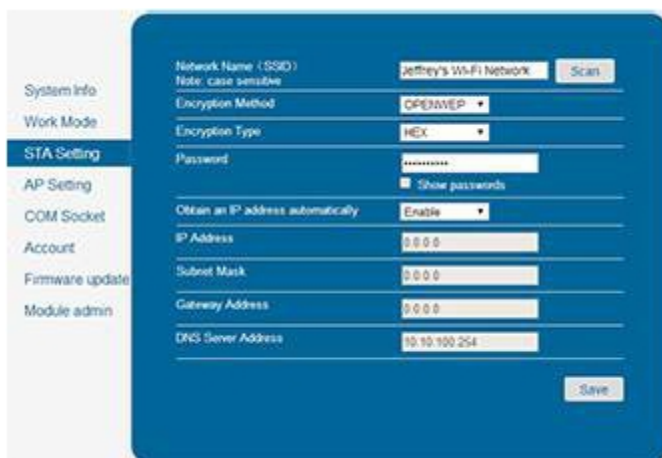 System Info
Work Mode
STA Setting
AP Setting
COM Socket
Account
Firmware update
Module admin
Network Name (SSID)
Note: case sensitive
Jeffrey's Wi-Fi Network
Scan
Encryption Method
OPENWEP
Encryption Type
HEX
Password
••••••••••
Show passwords
Obtain an IP address automatically
Enable
IP Address
0.0.0.0
Subnet Mask
0.0.0.0
Gateway Address
0.0.0.0
DNS Server Address
10.10.100.254
Save